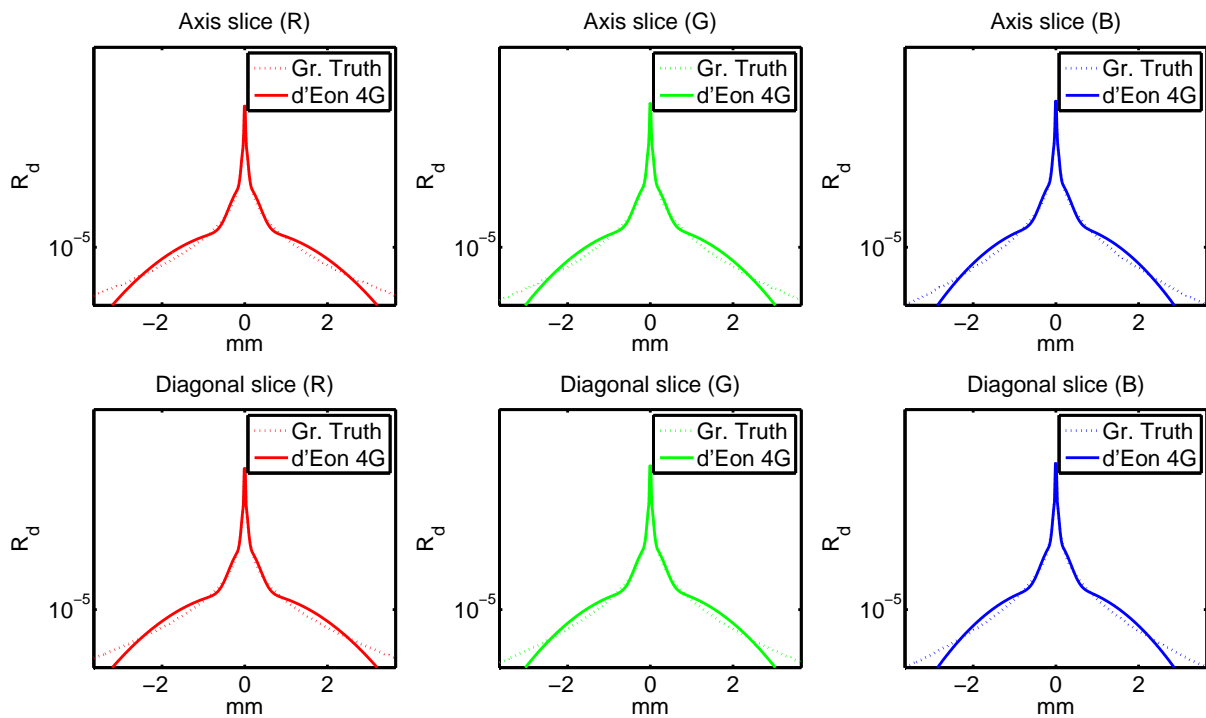 Axis slice (R)
Gr. Truth
d'Eon 4G
R_d
10^-5
−2 0 2
mm
Axis slice (G)
Gr. Truth
d'Eon 4G
R_d
10^-5
−2 0 2
mm
Axis slice (B)
Gr. Truth
d'Eon 4G
R_d
10^-5
−2 0 2
mm
Diagonal slice (R)
Gr. Truth
d'Eon 4G
R_d
10^-5
−2 0 2
mm
Diagonal slice (G)
Gr. Truth
d'Eon 4G
R_d
10^-5
−2 0 2
mm
Diagonal slice (B)
Gr. Truth
d'Eon 4G
R_d
10^-5
−2 0 2
mm